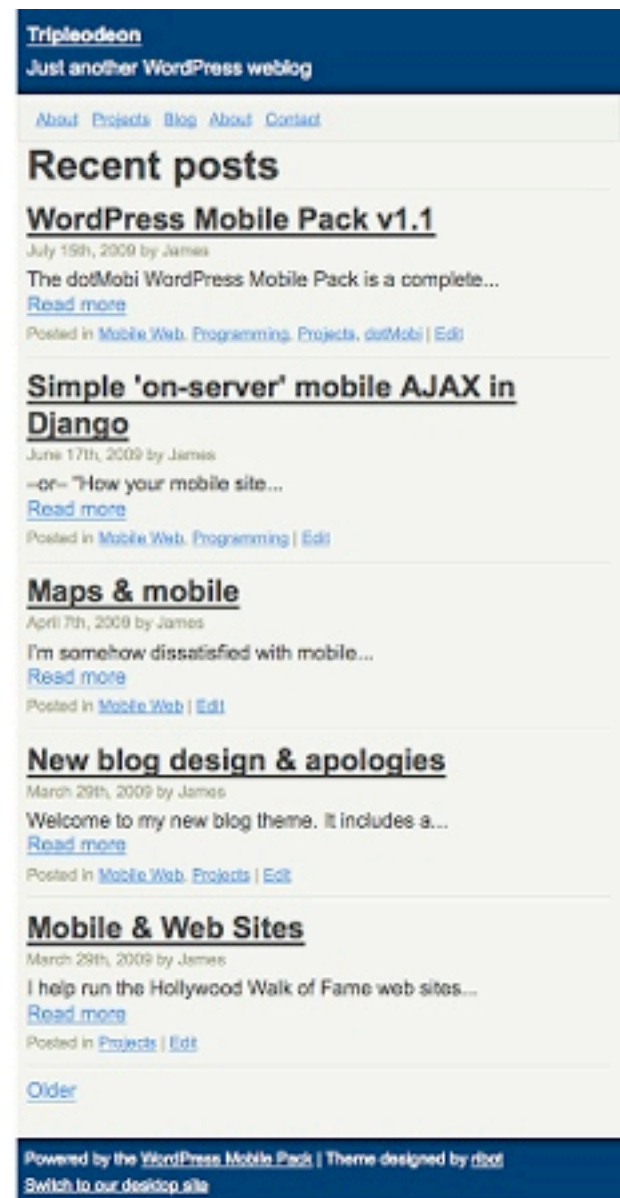 Tripleodeon
Just another WordPress weblog
About Projects Blog About Contact
Recent posts
WordPress Mobile Pack v1.1
July 15th, 2009 by James
The dotMobi WordPress Mobile Pack is a complete...
Read more
Posted in Mobile Web, Programming, Projects, dotMobi | Edit
Simple 'on-server' mobile AJAX in
Django
June 17th, 2009 by James
–or– "How your mobile site...
Read more
Posted in Mobile Web, Programming | Edit
Maps & mobile
April 7th, 2009 by James
I'm somehow dissatisfied with mobile...
Read more
Posted in Mobile Web | Edit
New blog design & apologies
March 29th, 2009 by James
Welcome to my new blog theme. It includes a...
Read more
Posted in Mobile Web, Projects | Edit
Mobile & Web Sites
March 29th, 2009 by James
I help run the Hollywood Walk of Fame web sites...
Read more
Posted in Projects | Edit
Older
Powered by the WordPress Mobile Pack | Theme designed by ribot
Switch to our desktop site